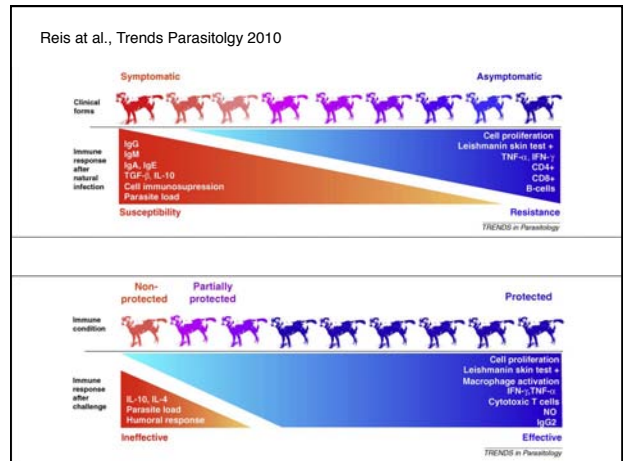 Reis at al., Trends Parasitolgy 2010
Symptomatic
Asymptomatic
Clinical
forms
Immune
response
after
natural
infection
IgG
IgM
IgA, IgE
TGF-β, IL-10
Cell immunosupression
Parasite load
Cell proliferation
Leishmanin skin test +
TNF-α, IFN-γ
CD4+
CD8+
B-cells
Susceptibility
Resistance
TRENDS in Parasitology
Non-
protected
Partially
protected
Protected
Immune
condition
Immune
response
after
challenge
IL-10, IL-4
Parasite load
Humoral response
Cell proliferation
Leishmanin skin test +
Macrophage activation
IFN-γ,TNF-α
Cytotoxic T cells
NO
IgG2
Ineffective
Effective
TRENDS in Parasitology